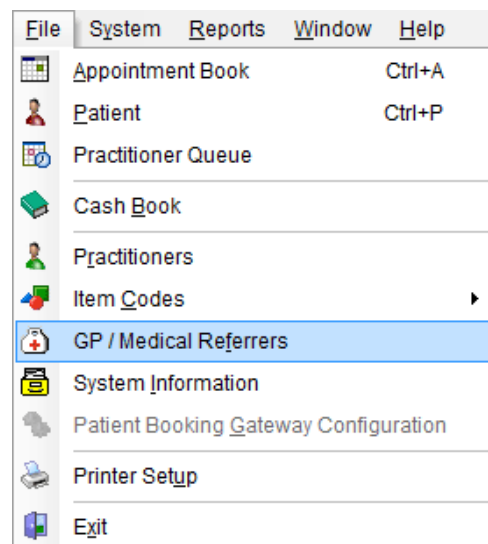 File System Reports Window Help
Appointment Book Ctrl+A
Patient Ctrl+P
Practitioner Queue
Cash Book
Practitioners
Item Codes
GP / Medical Referrers
System Information
Patient Booking Gateway Configuration
Printer Setup
Exit